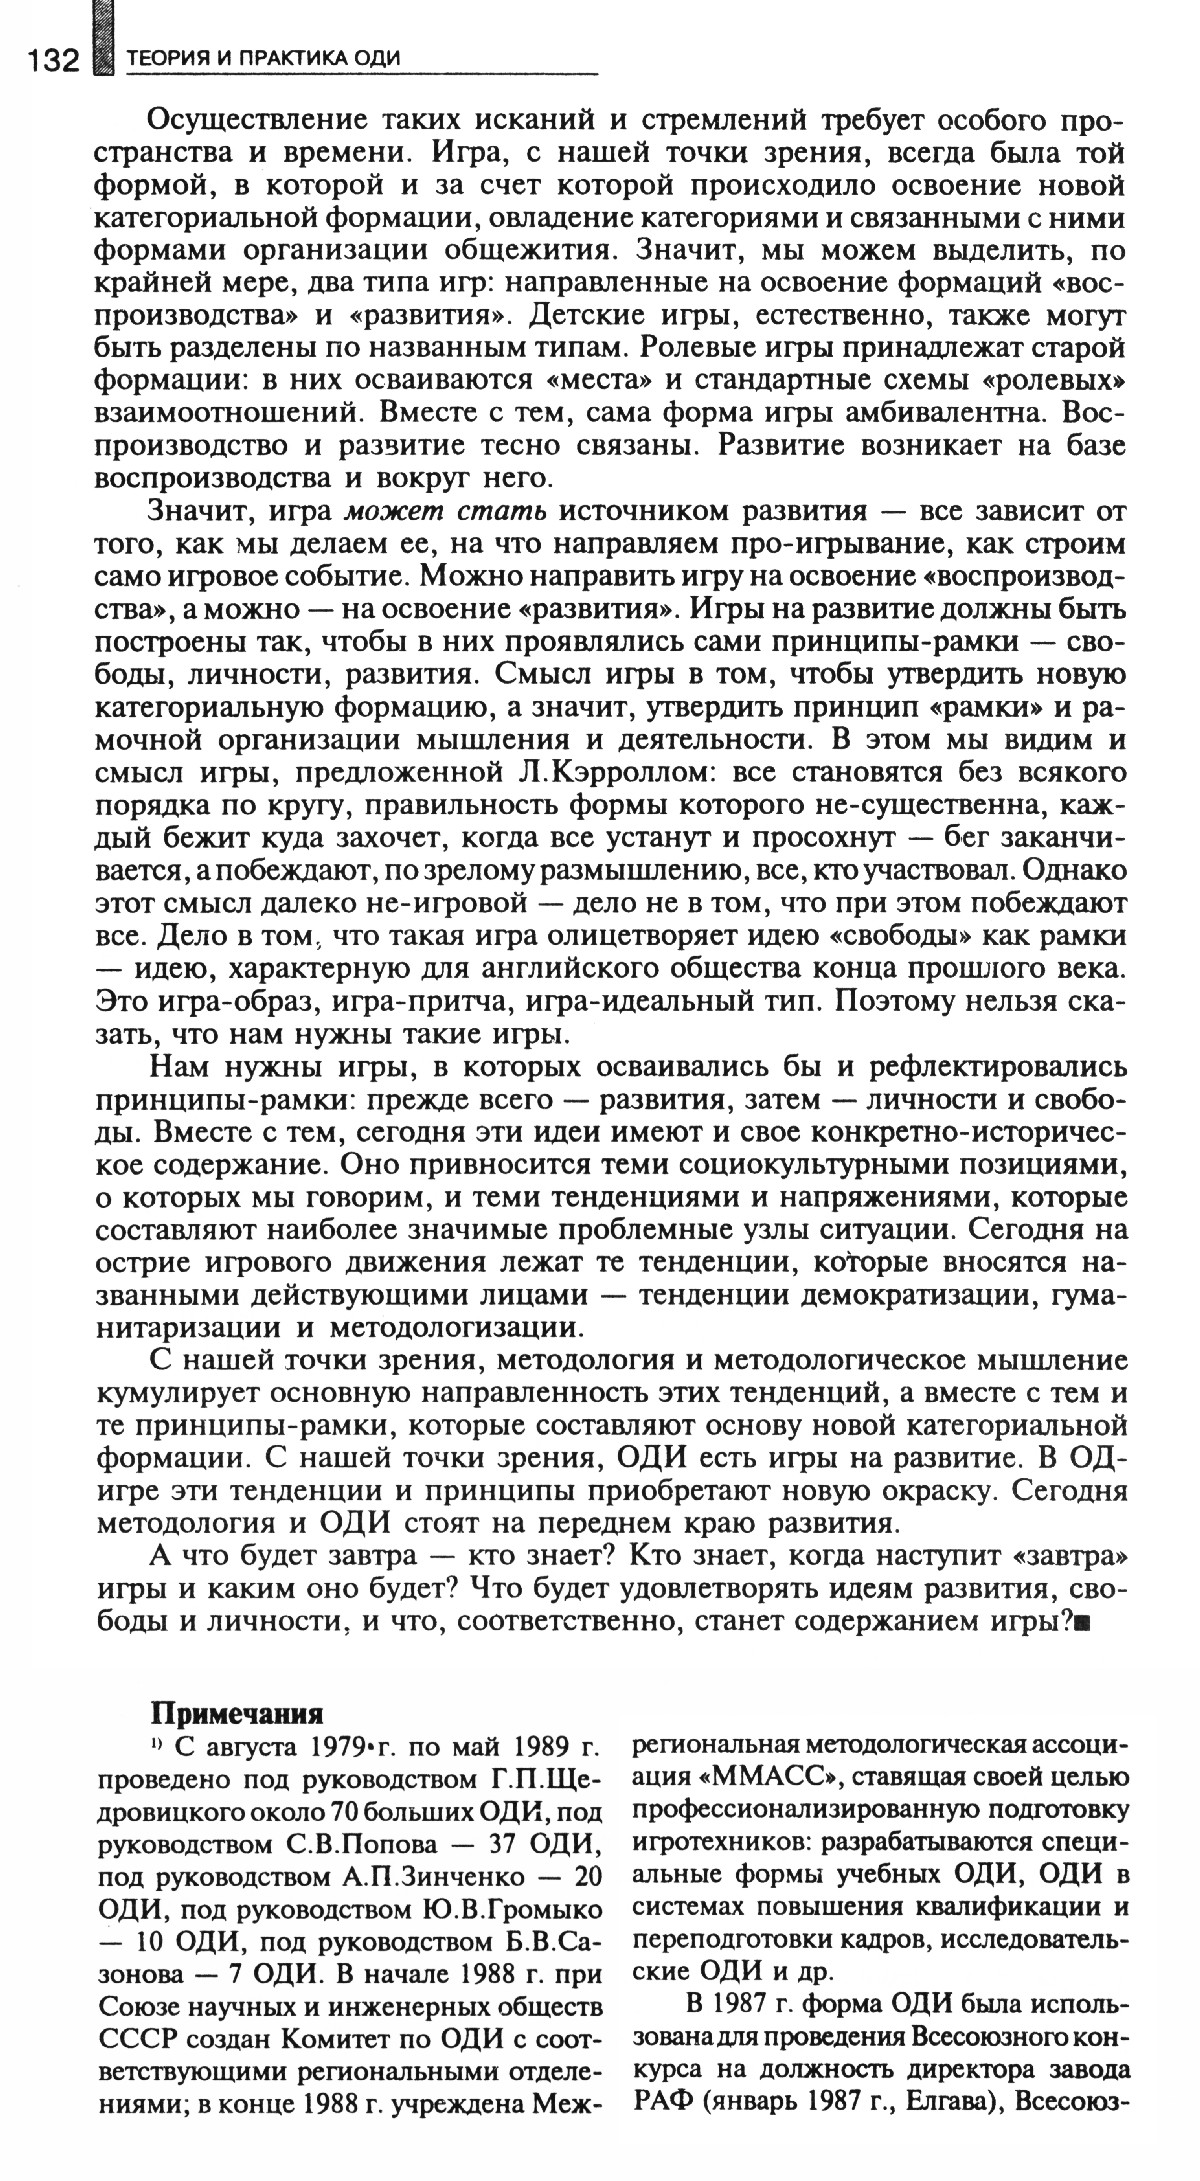 132 ТЕОРИЯ И ПРАКТИКА ОДИ
Осуществление таких исканий и стремлений требует особого про-
странства и времени. Игра, с нашей точки зрения, всегда была той
формой, в которой и за счет которой происходило освоение новой
категориальной формации, овладение категориями и связанными с ними
формами организации общежития. Значит, мы можем выделить, по
крайней мере, два типа игр: направленные на освоение формаций «вос-
производства» и «развития». Детские игры, естественно, также могут
быть разделены по названным типам. Ролевые игры принадлежат старой
формации: в них осваиваются «места» и стандартные схемы «ролевых»
взаимоотношений. Вместе с тем, сама форма игры амбивалентна. Вос-
производство и развитие тесно связаны. Развитие возникает на базе
воспроизводства и вокруг него.
Значит, игра может стать источником развития — все зависит от
того, как мы делаем ее, на что направляем про-игрывание, как строим
само игровое событие. Можно направить игру на освоение «воспроизвод-
ства», а можно — на освоение «развития». Игры на развитие должны быть
построены так, чтобы в них проявлялись сами принципы-рамки — сво-
боды, личности, развития. Смысл игры в том, чтобы утвердить новую
категориальную формацию, а значит, утвердить принцип «рамки» и ра-
мочной организации мышления и деятельности. В этом мы видим и
смысл игры, предложенной Л.Кэрроллом: все становятся без всякого
порядка по кругу, правильность формы которого не-существенна, каж-
дый бежит куда захочет, когда все устанут и просохнут — бег заканчи-
вается, а побеждают, по зрелому размышлению, все, кто участвовал. Однако
этот смысл далеко не-игровой — дело не в том, что при этом побеждают
все. Дело в том, что такая игра олицетворяет идею «свободы» как рамки
— идею, характерную для английского общества конца прошлого века.
Это игра-образ, игра-притча, игра-идеальный тип. Поэтому нельзя ска-
зать, что нам нужны такие игры.
Нам нужны игры, в которых осваивались бы и рефлектировались
принципы-рамки: прежде всего — развития, затем — личности и свобо-
ды. Вместе с тем, сегодня эти идеи имеют и свое конкретно-историчес-
кое содержание. Оно привносится теми социокультурными позициями,
о которых мы говорим, и теми тенденциями и напряжениями, которые
составляют наиболее значимые проблемные узлы ситуации. Сегодня на
острие игрового движения лежат те тенденции, которые вносятся на-
званными действующими лицами — тенденции демократизации, гума-
нитаризации и методологизации.
С нашей точки зрения, методология и методологическое мышление
кумулирует основную направленность этих тенденций, а вместе с тем и
те принципы-рамки, которые составляют основу новой категориальной
формации. С нашей точки зрения, ОДИ есть игры на развитие. В ОД-
игре эти тенденции и принципы приобретают новую окраску. Сегодня
методология и ОДИ стоят на переднем краю развития.
А что будет завтра — кто знает? Кто знает, когда наступит «завтра»
игры и каким оно будет? Что будет удовлетворять идеям развития, сво-
боды и личности, и что, соответственно, станет содержанием игры?■
Примечания
¹⁾ С августа 1979 г. по май 1989 г.
проведено под руководством Г.П.Ще-
дровицкого около 70 больших ОДИ, под
руководством С.В.Попова — 37 ОДИ,
под руководством А.П.Зинченко — 20
ОДИ, под руководством Ю.В.Громыко
— 10 ОДИ, под руководством Б.В.Са-
зонова — 7 ОДИ. В начале 1988 г. при
Союзе научных и инженерных обществ
СССР создан Комитет по ОДИ с соот-
ветствующими региональными отделе-
ниями; в конце 1988 г. учреждена Меж-
региональная методологическая ассоци-
ация «ММАСС», ставящая своей целью
профессионализированную подготовку
игротехников: разрабатываются специ-
альные формы учебных ОДИ, ОДИ в
системах повышения квалификации и
переподготовки кадров, исследователь-
ские ОДИ и др.
В 1987 г. форма ОДИ была исполь-
зована для проведения Всесоюзного кон-
курса на должность директора завода
РАФ (январь 1987 г., Елгава), Всесоюз-